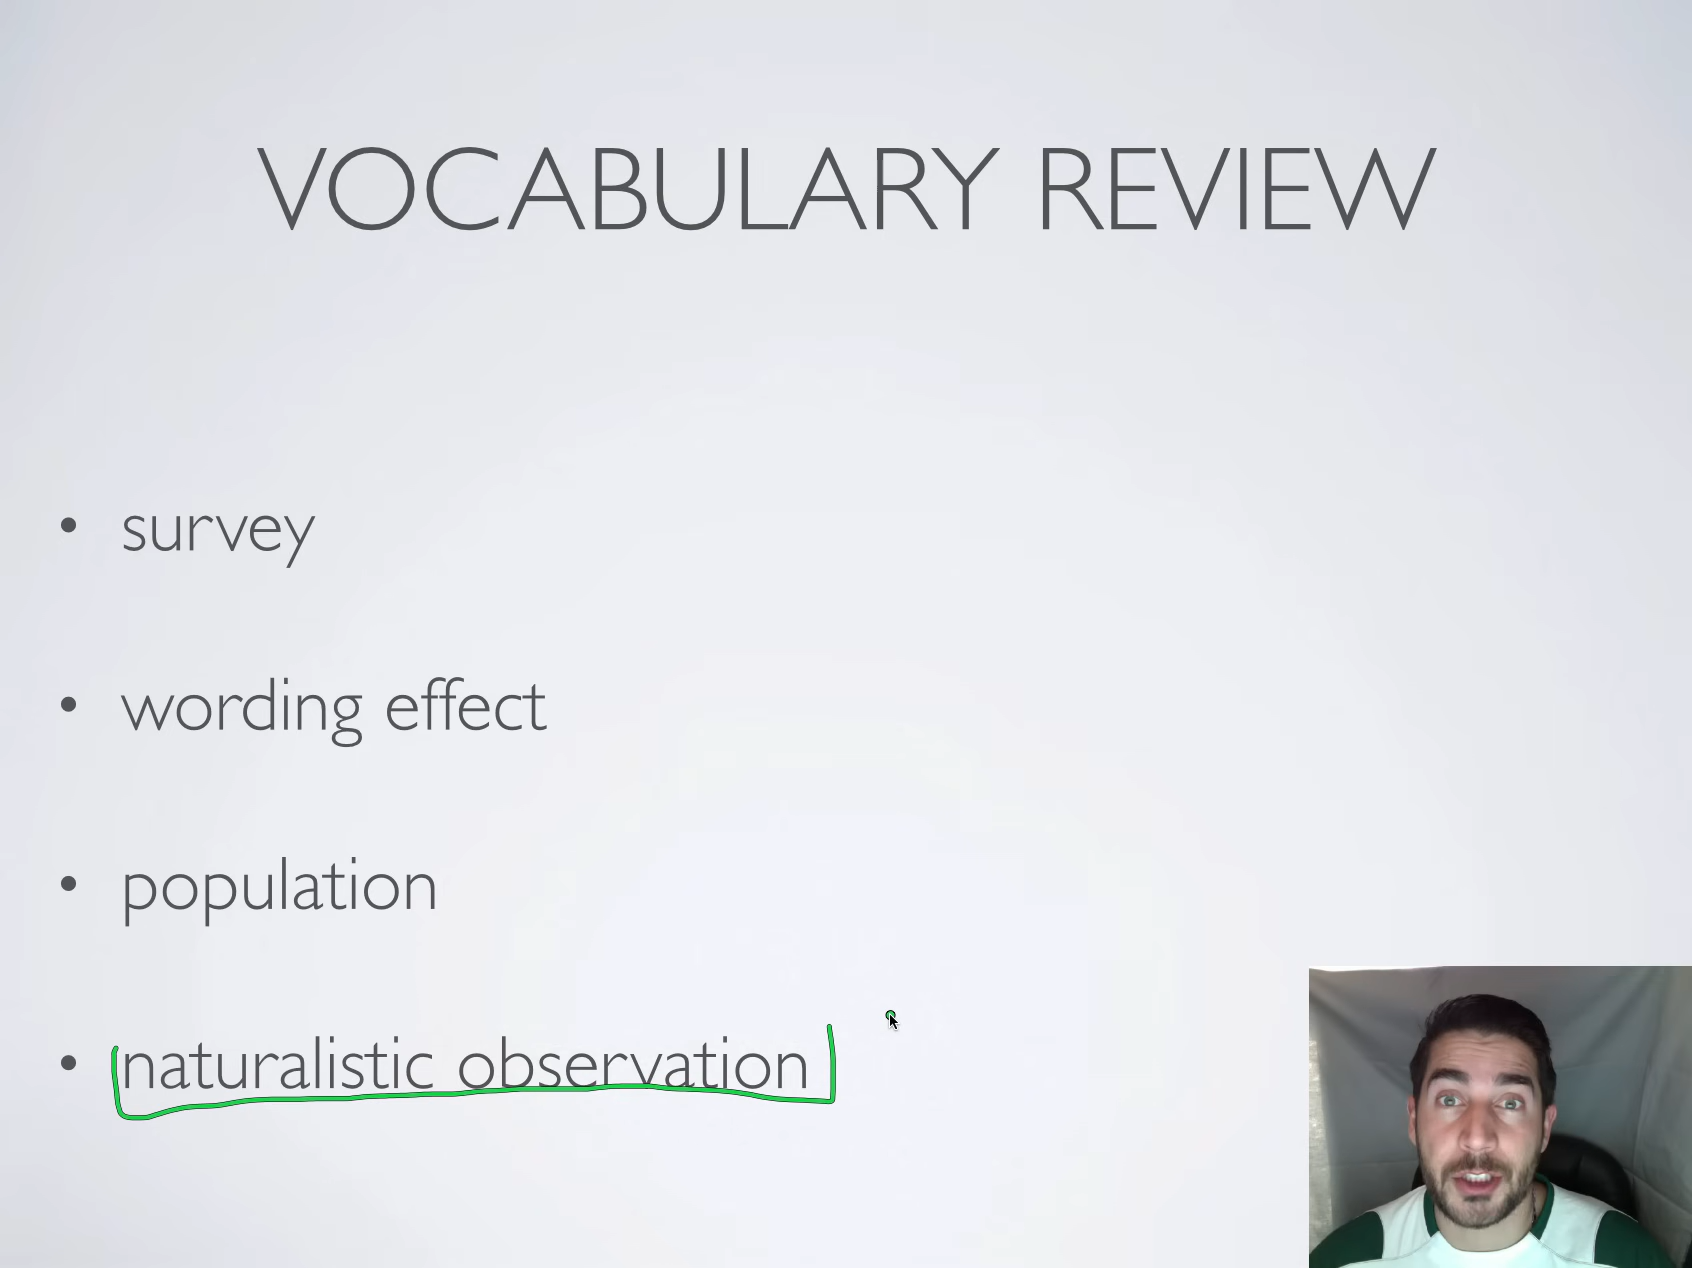 VOCABULARY REVIEW
• survey
• wording effect
• population
• naturalistic observation